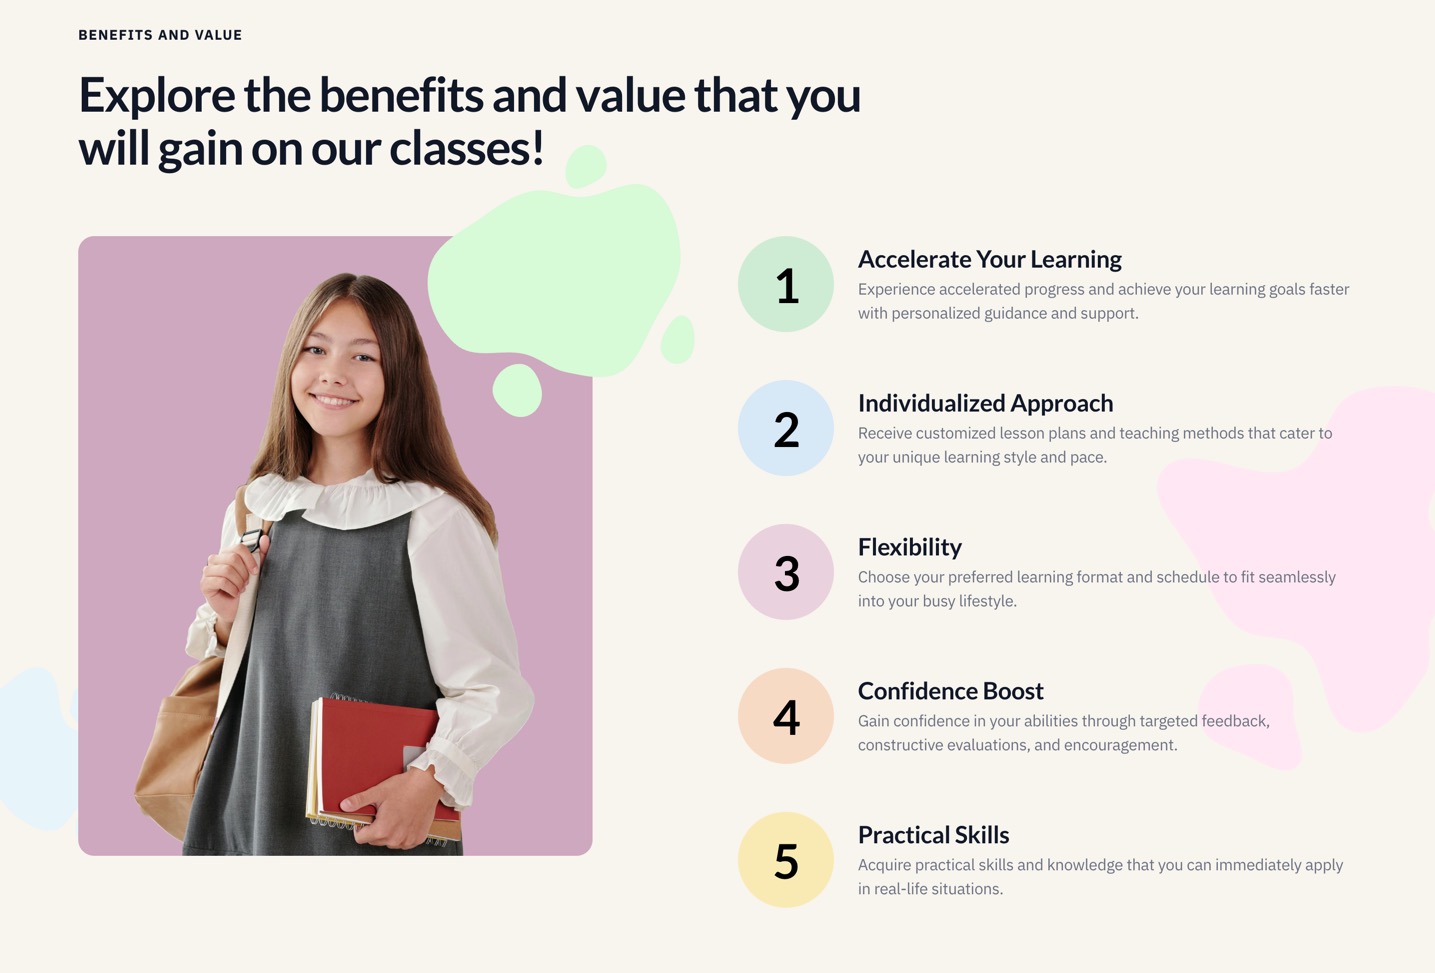 BENEFITS AND VALUE
Explore the benefits and value that you
will gain on our classes!
1
Accelerate Your Learning
Experience accelerated progress and achieve your learning goals faster
with personalized guidance and support.
2
Individualized Approach
Receive customized lesson plans and teaching methods that cater to
your unique learning style and pace.
3
Flexibility
Choose your preferred learning format and schedule to fit seamlessly
into your busy lifestyle.
4
Confidence Boost
Gain confidence in your abilities through targeted feedback,
constructive evaluations, and encouragement.
5
Practical Skills
Acquire practical skills and knowledge that you can immediately apply
in real-life situations.